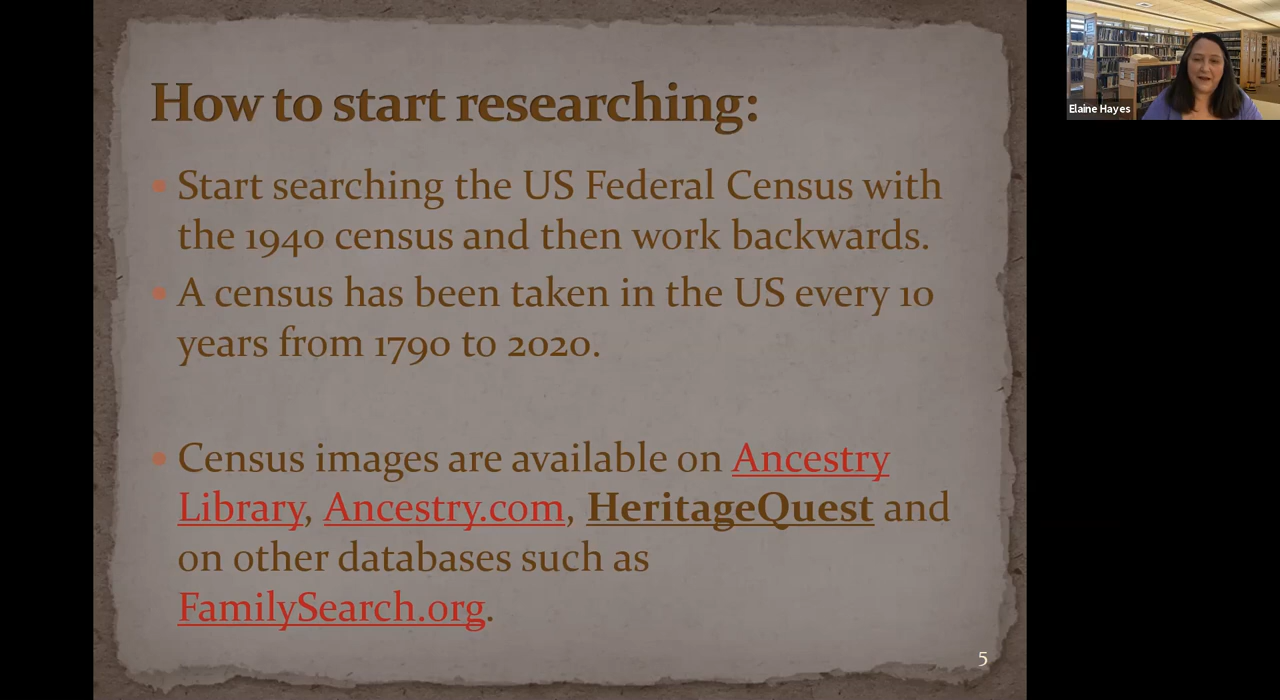 How to start researching:
Start searching the US Federal Census with
the 1940 census and then work backwards.
A census has been taken in the US every 10
years from 1790 to 2020.
Census images are available on Ancestry
Library, Ancestry.com, HeritageQuest and
on other databases such as
FamilySearch.org.
5
Elaine Hayes